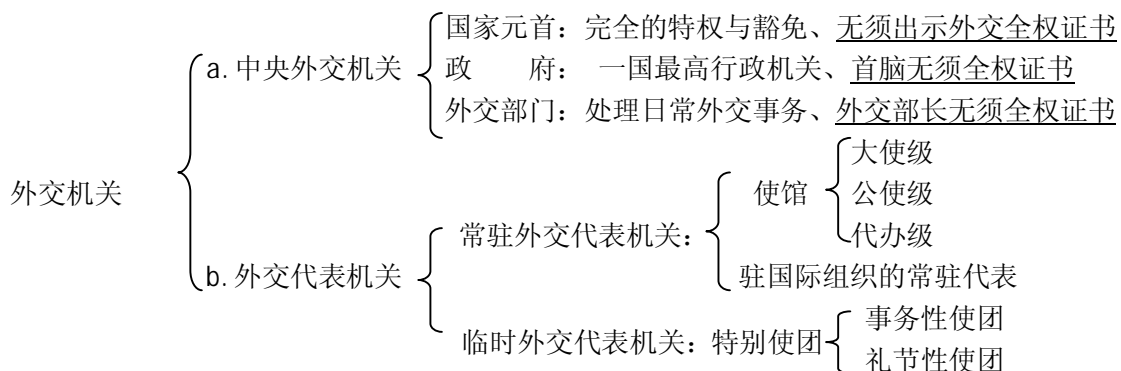 国家元首：完全的特权与豁免、无须出示外交全权证书
a.中央外交机关
政 府： 一国最高行政机关、首脑无须全权证书
外交部门：处理日常外交事务、外交部长无须全权证书
外交机关
大使级
使馆
公使级
代办级
常驻外交代表机关：
b.外交代表机关
驻国际组织的常驻代表
事务性使团
临时外交代表机关：特别使团
礼节性使团